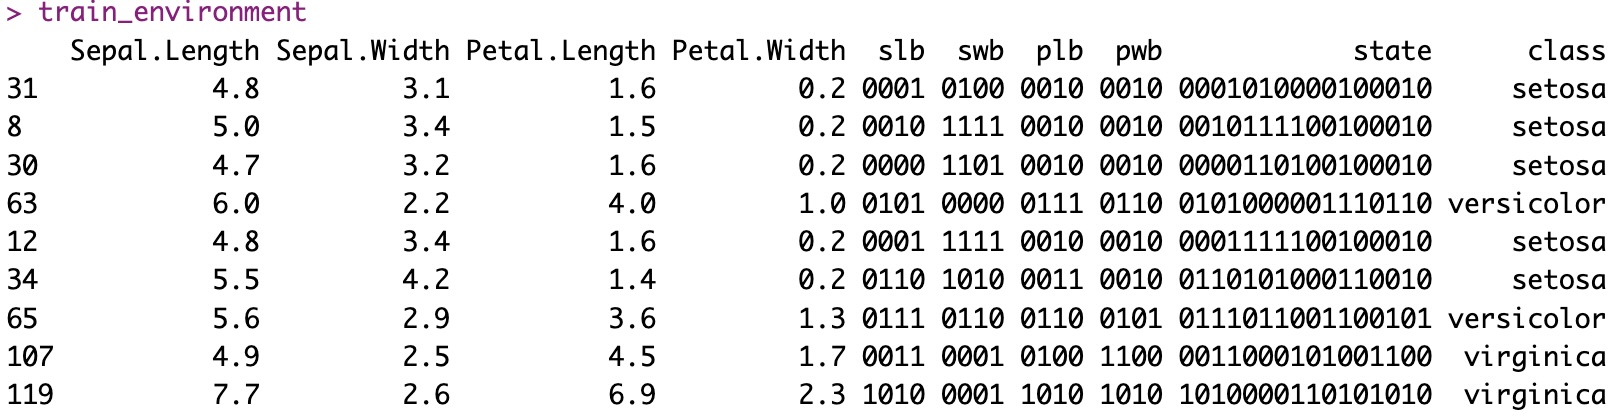 > train_environment
Sepal.Length Sepal.Width Petal.Length Petal.Width slb swb plb pwb state class
31 4.8 3.1 1.6 0.2 0001 0100 0010 0010 0001010000100010 setosa
8 5.0 3.4 1.5 0.2 0010 1111 0010 0010 0010111100100010 setosa
30 4.7 3.2 1.6 0.2 0000 1101 0010 0010 0000110100100010 setosa
63 6.0 2.2 4.0 1.0 0101 0000 0111 0110 0101000001110110 versicolor
12 4.8 3.4 1.6 0.2 0001 1111 0010 0010 0001111100100010 setosa
34 5.5 4.2 1.4 0.2 0110 1010 0011 0010 0110101000110010 setosa
65 5.6 2.9 3.6 1.3 0111 0110 0110 0101 0111011001100101 versicolor
107 4.9 2.5 4.5 1.7 0011 0001 0100 1100 0011000101001100 virginica
119 7.7 2.6 6.9 2.3 1010 0001 1010 1010 1010000110101010 virginica